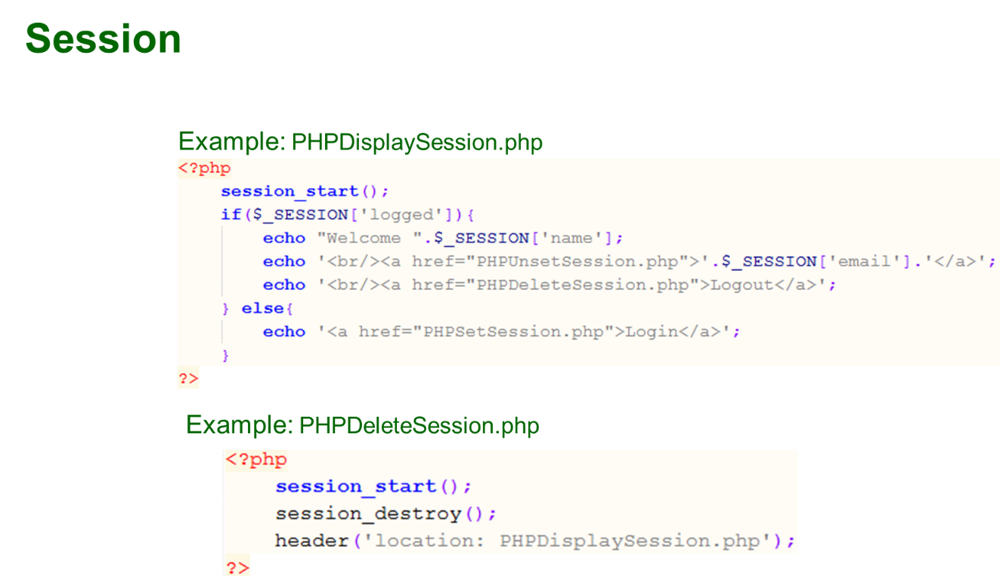 Session
Example: PHPDisplaySession.php
<?php
session_start();
if($_SESSION['logged']){
echo "Welcome ".$_SESSION['name'];
echo '<br/><a href="PHPUnsetSession.php">'.$_SESSION['email'].'</a>';
echo '<br/><a href="PHPDeleteSession.php">Logout</a>';
} else{
echo '<a href="PHPSetSession.php">Login</a>';
}
?>
Example: PHPDeleteSession.php
<?php
session_start();
session_destroy();
header('location: PHPDisplaySession.php');
?>